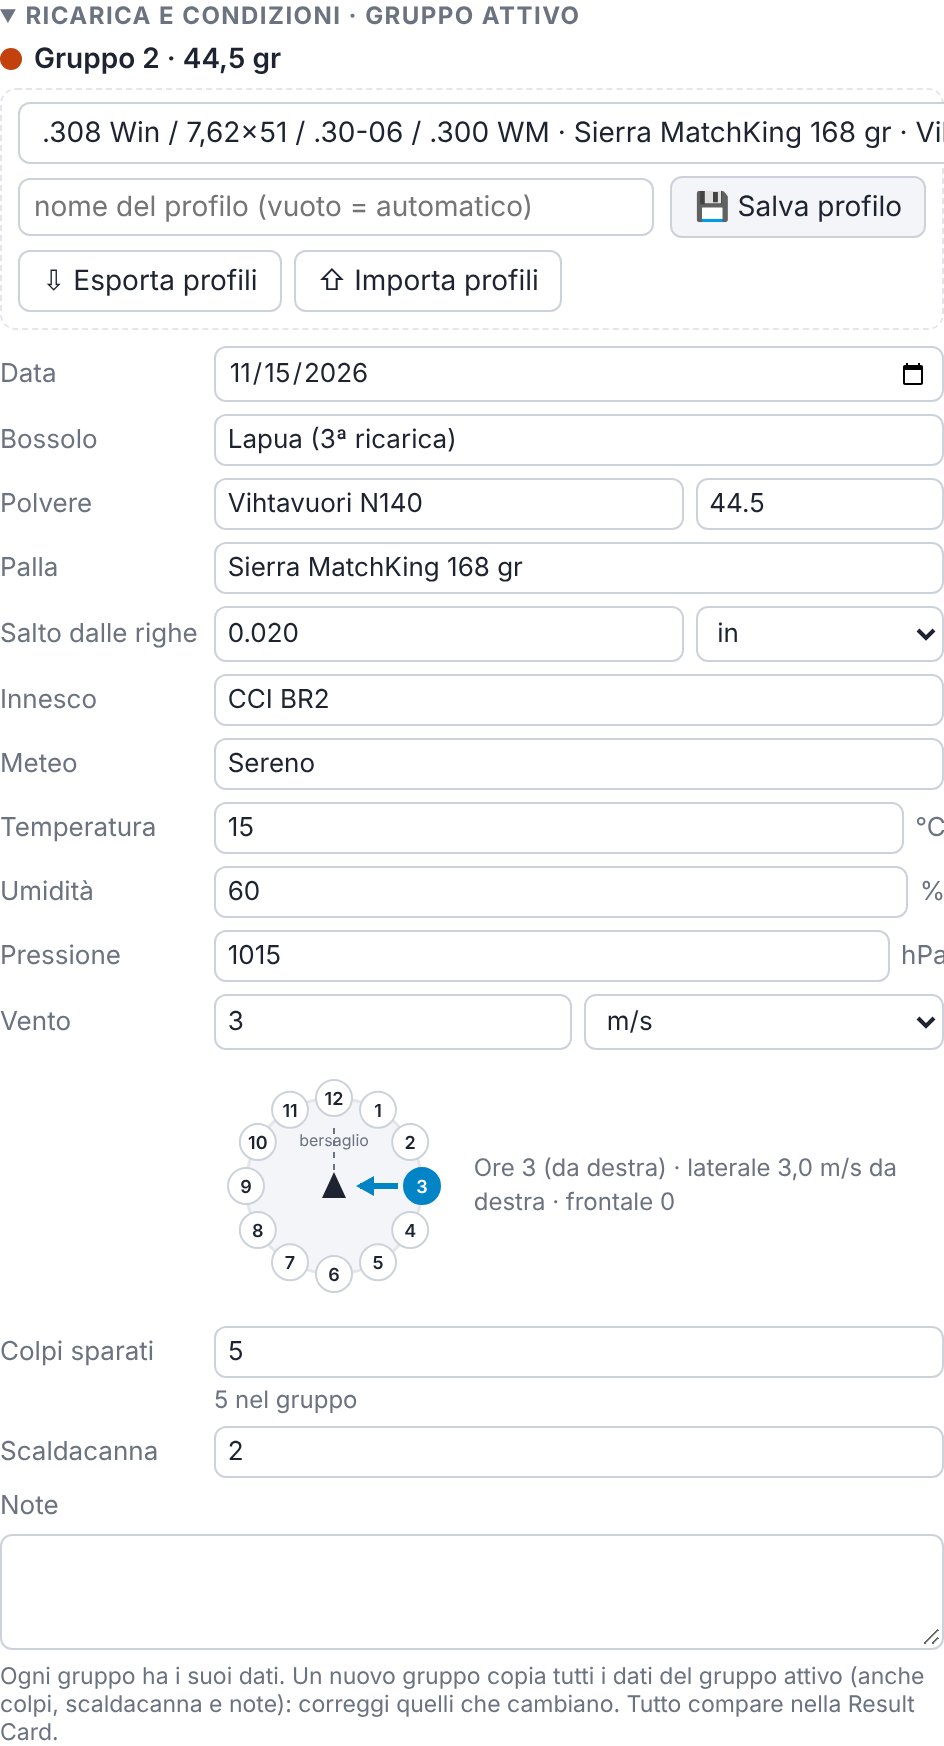 ▼ RICARICA E CONDIZIONI · GRUPPO ATTIVO
Gruppo 2 · 44,5 gr
.308 Win / 7,62×51 / .30-06 / .300 WM · Sierra MatchKing 168 gr ·
nome del profilo (vuoto = automatico)
💾 Salva profilo
⇩ Esporta profili
⇧ Importa profili
Data
11/15/2026
Bossolo
Lapua (3ª ricarica)
Polvere
Vihtavuori N140
44.5
Palla
Sierra MatchKing 168 gr
Salto dalle righe
0.020
in
Innesco
CCI BR2
Meteo
Sereno
Temperatura
15
°C
Umidità
60
%
Pressione
1015
hPa
Vento
3
m/s
12
11
1
bersaglio
10
2
9
3
8
4
7
5
6
Ore 3 (da destra) · laterale 3,0 m/s da
destra · frontale 0
Colpi sparati
5
5 nel gruppo
Scaldacanna
2
Note
Ogni gruppo ha i suoi dati. Un nuovo gruppo copia tutti i dati del gruppo attivo (anche
colpi, scaldacanna e note): correggi quelli che cambiano. Tutto compare nella Result
Card.